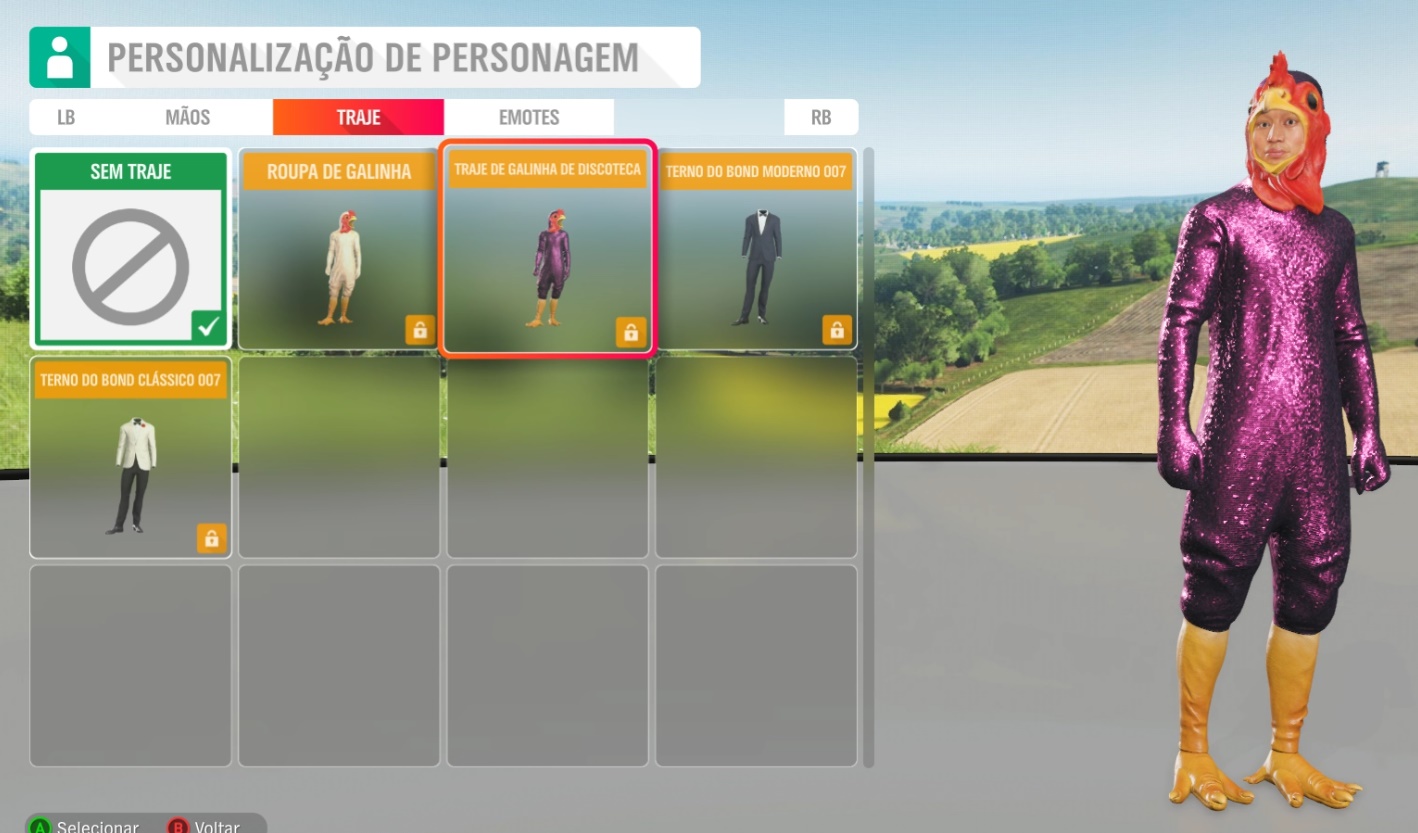 PERSONALIZAÇÃO DE PERSONAGEM
LB MÃOS TRAJE EMOTES RB
SEM TRAJE
ROUPA DE GALINHA
TRAJE DE GALINHA DE DISCOTECA
TERNO DO BOND MODERNO 007
TERNO DO BOND CLÁSSICO 007
A Selecionar B Voltar